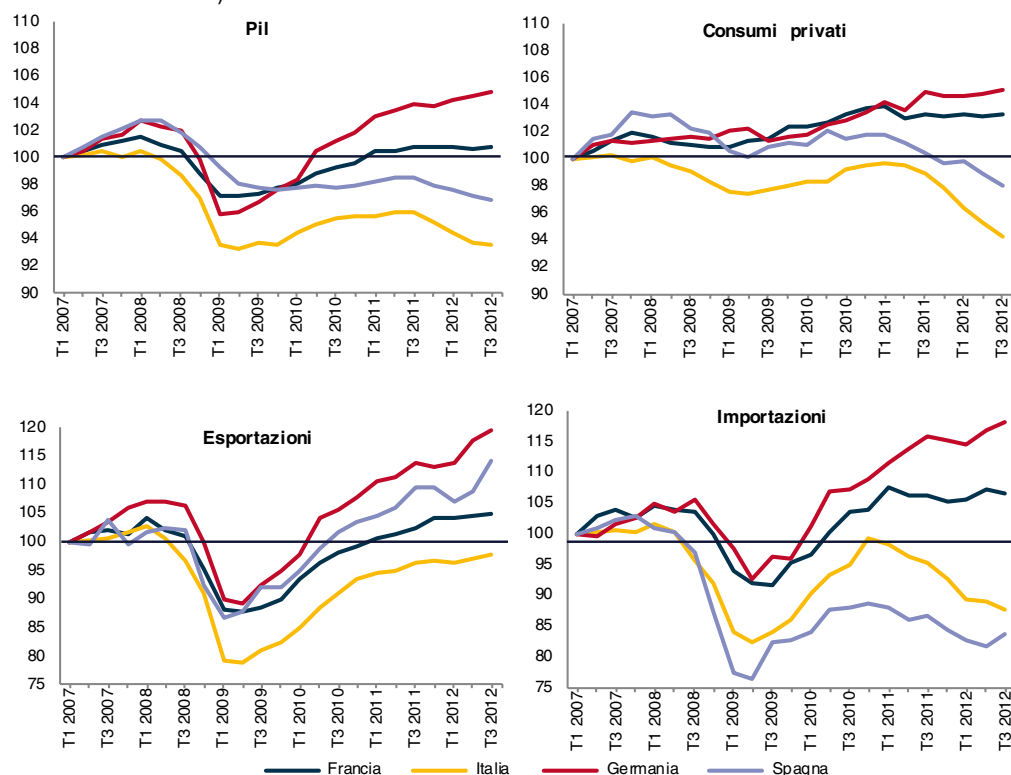 Pil
110
108
106
104
102
100
98
96
94
92
90
T1 2007
T3 2007
T1 2008
T3 2008
T1 2009
T3 2009
T1 2010
T3 2010
T1 2011
T3 2011
T1 2012
T3 2012
Consumi privati
110
108
106
104
102
100
98
96
94
92
90
T1 2007
T3 2007
T1 2008
T3 2008
T1 2009
T3 2009
T1 2010
T3 2010
T1 2011
T3 2011
T1 2012
T3 2012
Esportazioni
120
115
110
105
100
95
90
85
80
75
T1 2007
T3 2007
T1 2008
T3 2008
T1 2009
T3 2009
T1 2010
T3 2010
T1 2011
T3 2011
T1 2012
T3 2012
Importazioni
120
115
110
105
100
95
90
85
80
75
T1 2007
T3 2007
T1 2008
T3 2008
T1 2009
T3 2009
T1 2010
T3 2010
T1 2011
T3 2011
T1 2012
T3 2012
Francia Italia Germania Spagna